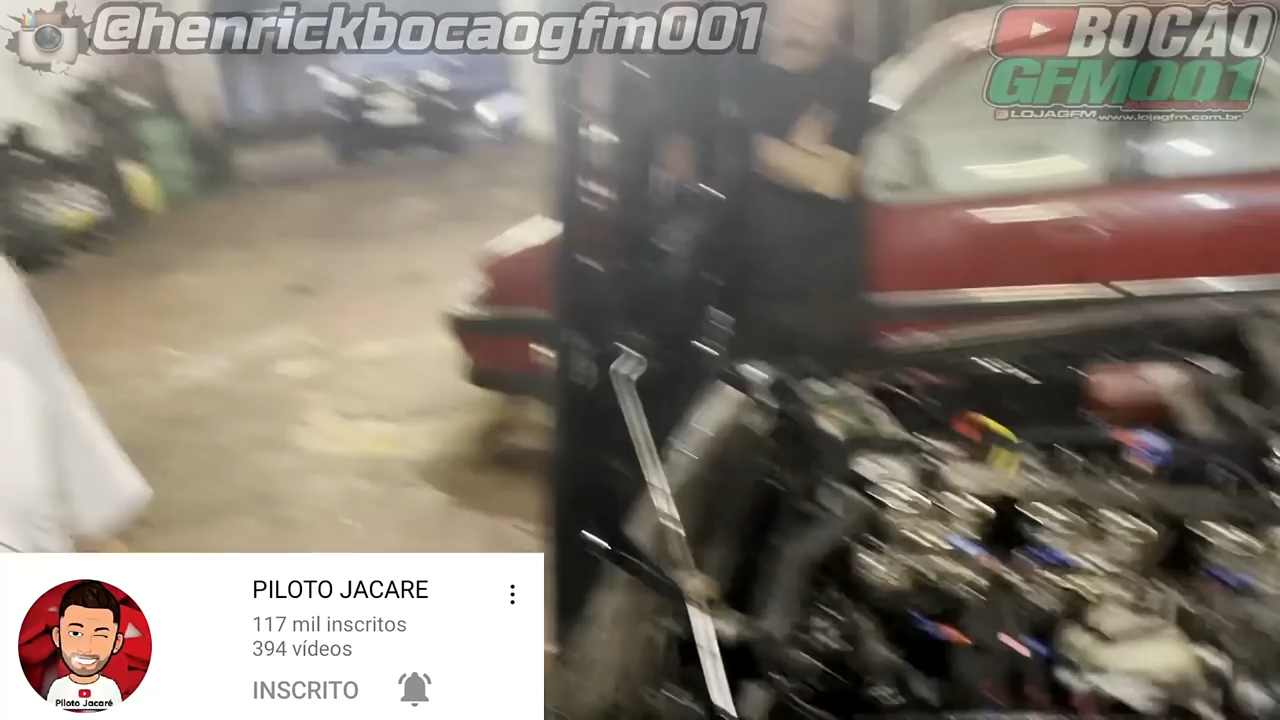 @henrickbocaogfm001
BOCÃO
GFM001
LOJAGFM www.lojagfm.com.br
PILOTO JACARE
117 mil inscritos
394 vídeos
INSCRITO
Piloto Jacaré